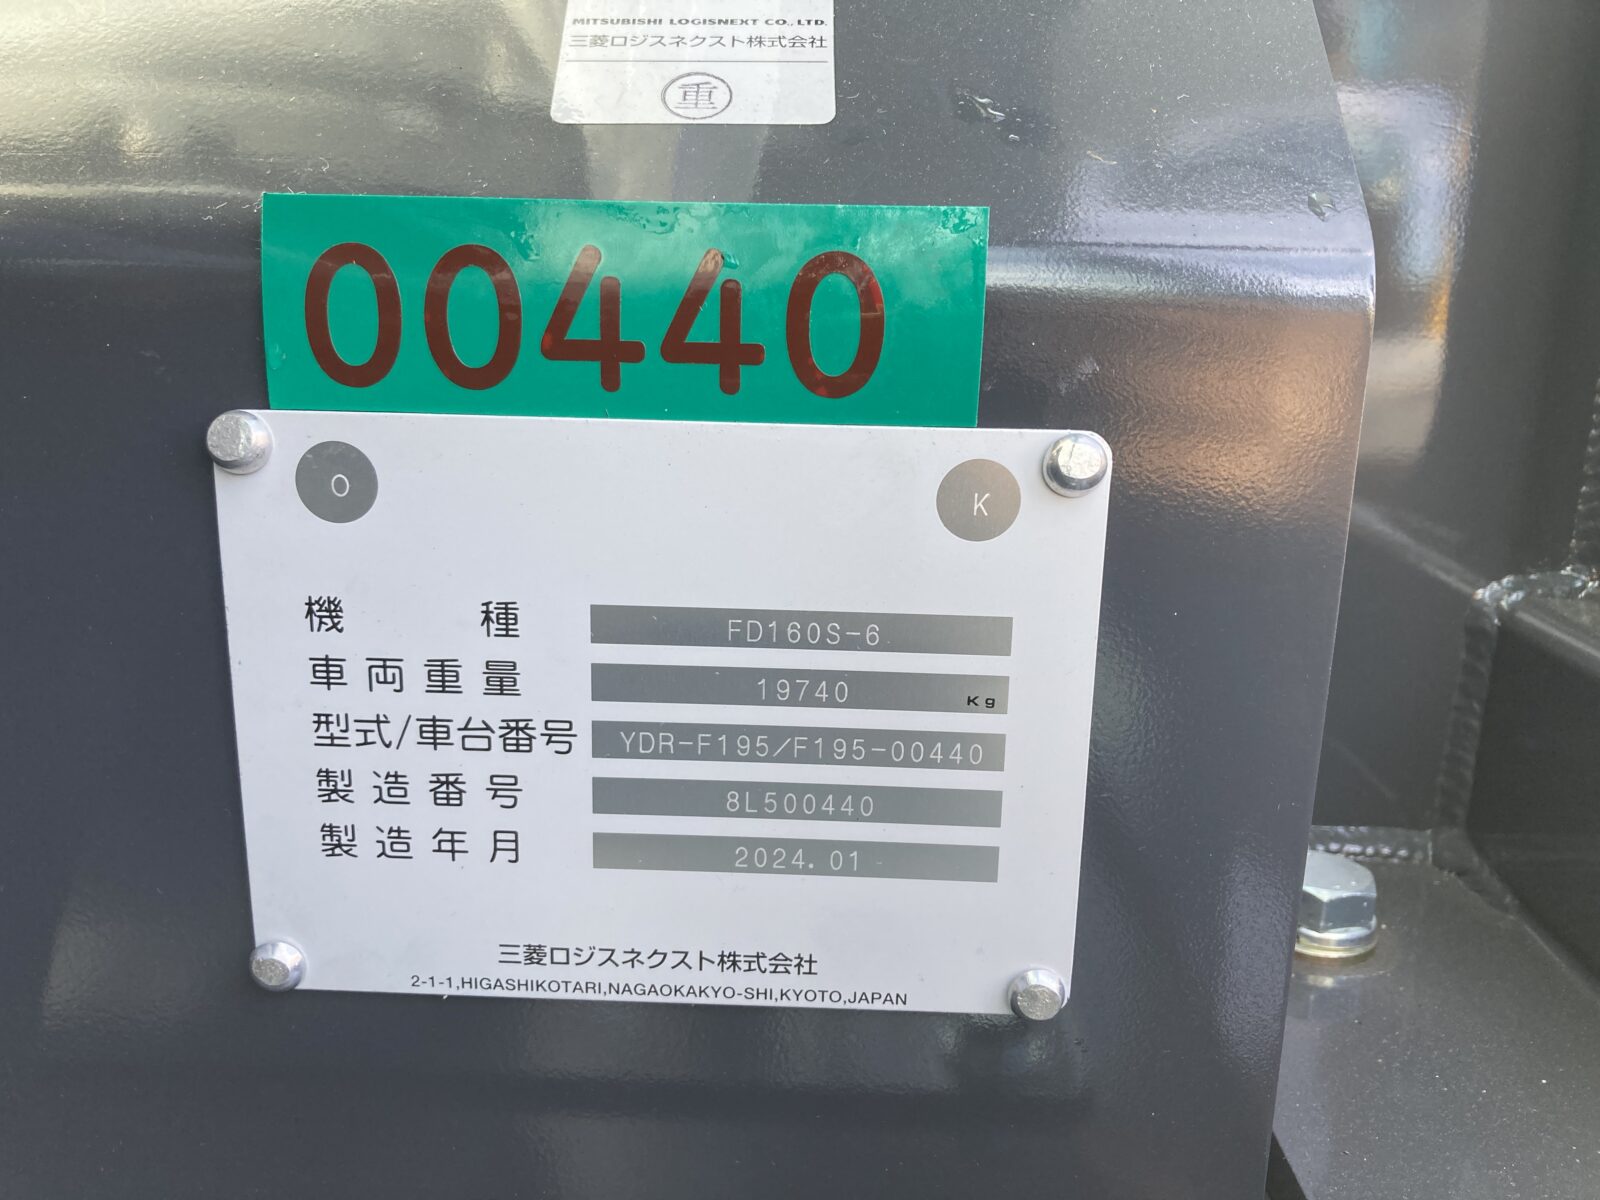 MITSUBISHI LOGISNEXT CO., LTD.
三菱ロジスネクスト株式会社
重
00440
O K
機種 FD160S-6
車両重量 19740 Kg
型式/車台番号 YDR-F195/F195-00440
製造番号 8L500440
製造年月 2024.01
三菱ロジスネクスト株式会社
2-1-1,HIGASHIKOTARI,NAGAOKAKYO-SHI,KYOTO,JAPAN